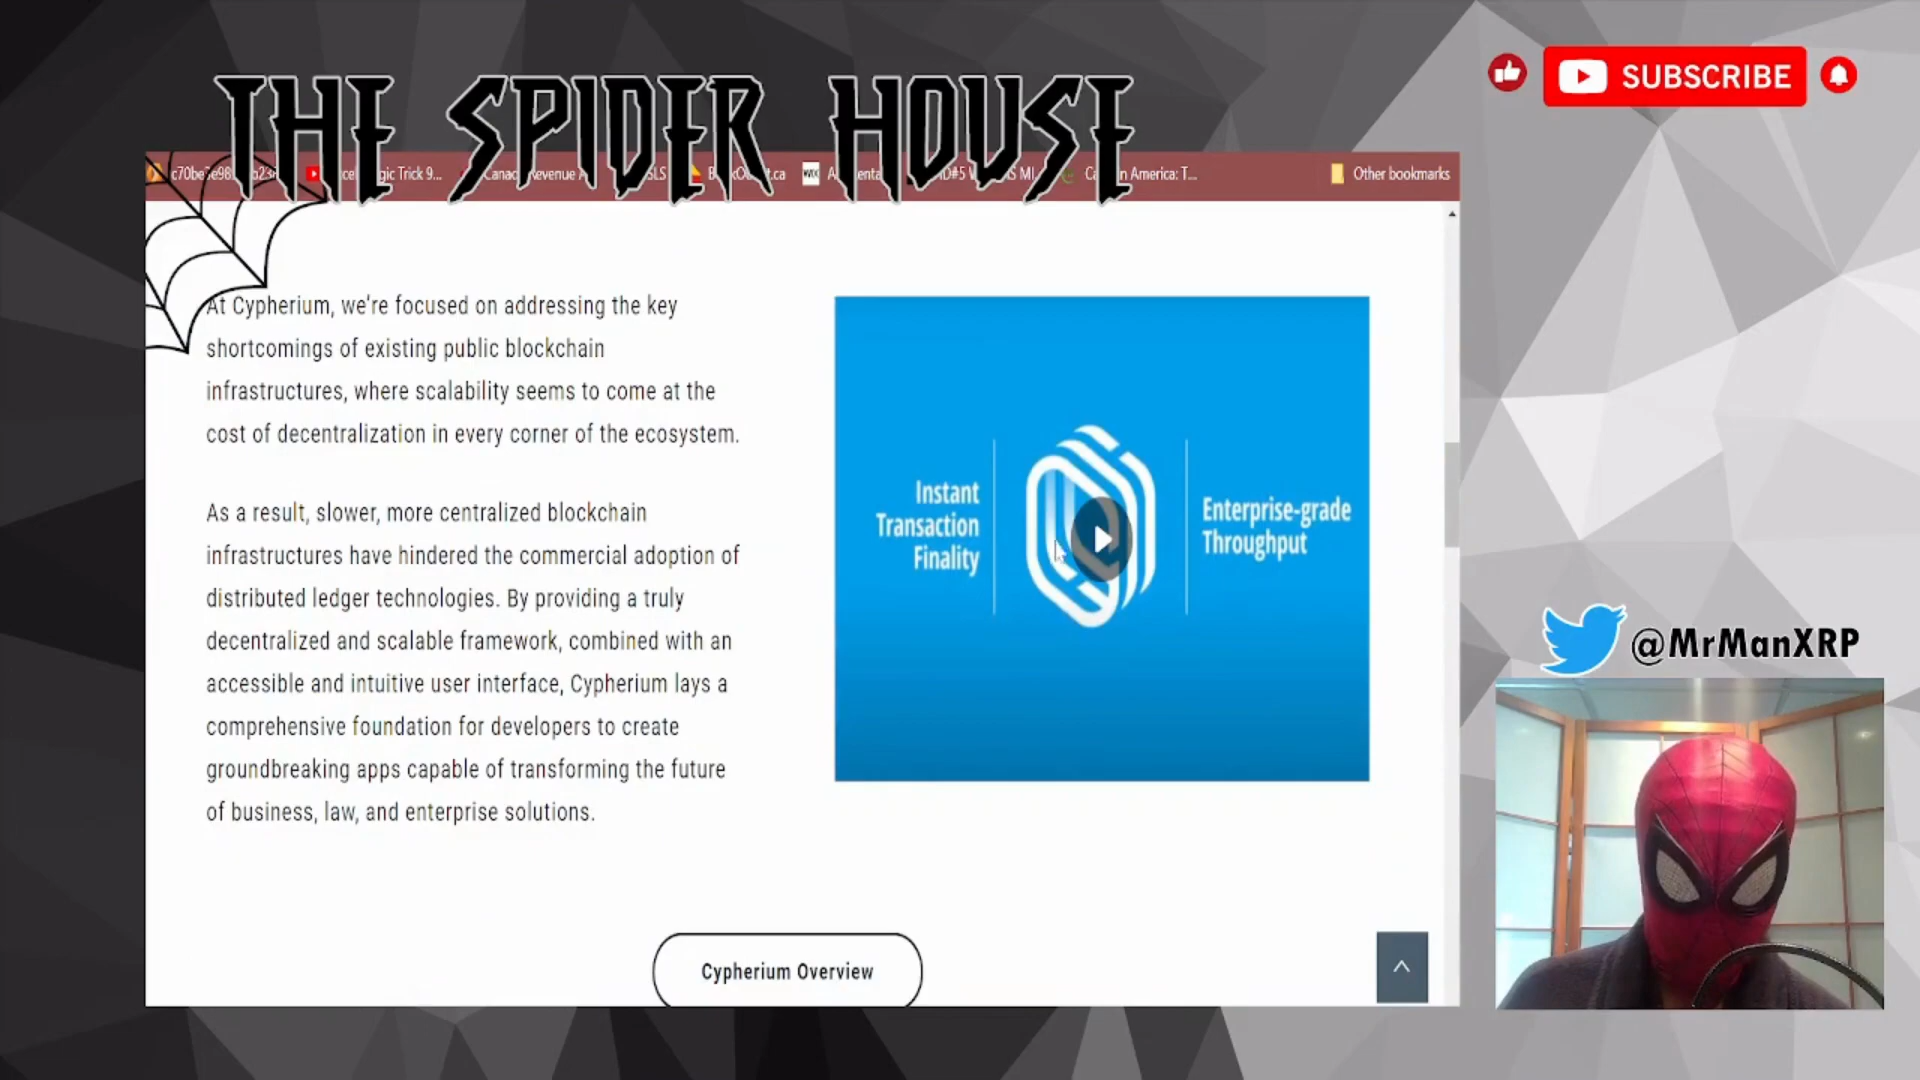 THE SPIDER HOUSE
SUBSCRIBE
gic Trick 9...
Other bookmarks
At Cypherium, we're focused on addressing the key
shortcomings of existing public blockchain
infrastructures, where scalability seems to come at the
cost of decentralization in every corner of the ecosystem.
As a result, slower, more centralized blockchain
infrastructures have hindered the commercial adoption of
distributed ledger technologies. By providing a truly
decentralized and scalable framework, combined with an
accessible and intuitive user interface, Cypherium lays a
comprehensive foundation for developers to create
groundbreaking apps capable of transforming the future
of business, law, and enterprise solutions.
Instant
Transaction
Finality
Enterprise-grade
Throughput
@MrManXRP
Cypherium Overview